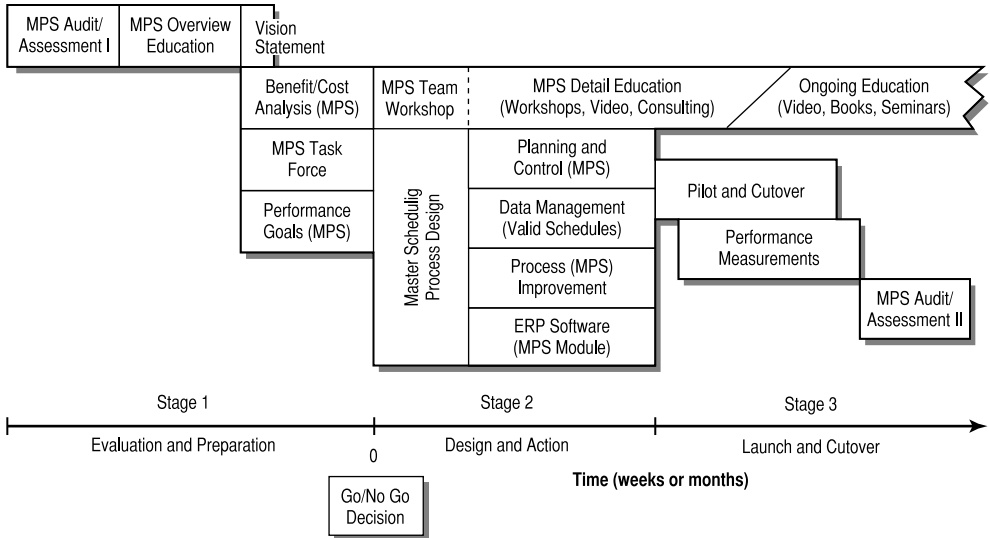 MPS Audit/
Assessment I
MPS Overview
Education
Vision
Statement
Benefit/Cost
Analysis (MPS)
MPS Team
Workshop
MPS Detail Education
(Workshops, Video, Consulting)
Ongoing Education
(Video, Books, Seminars)
MPS Task
Force
Performance
Goals (MPS)
Master Schedulig
Process Design
Planning and
Control (MPS)
Data Management
(Valid Schedules)
Process (MPS)
Improvement
ERP Software
(MPS Module)
Pilot and Cutover
Performance
Measurements
MPS Audit/
Assessment II
Stage 1
Stage 2
Stage 3
Evaluation and Preparation
Design and Action
Launch and Cutover
0
Time (weeks or months)
Go/No Go
Decision